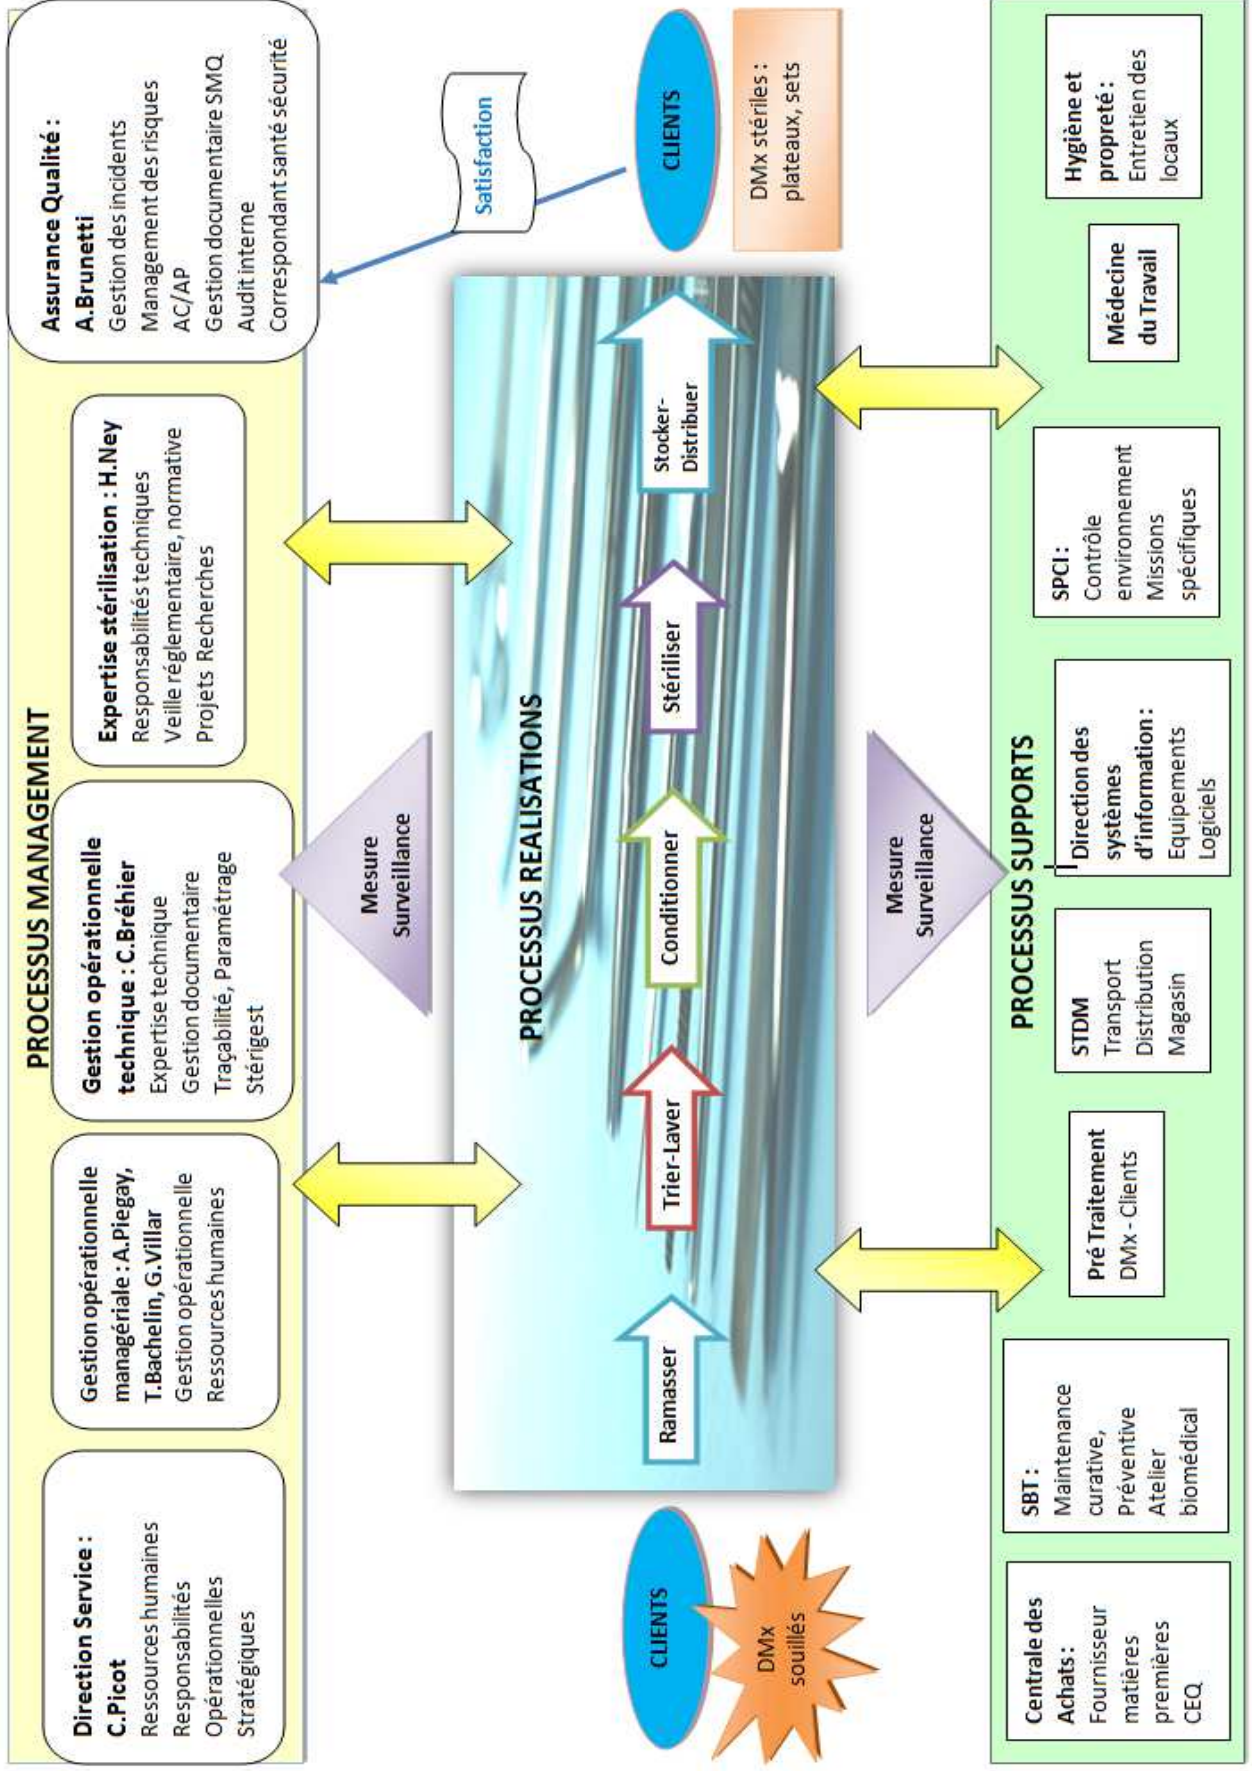 PROCESSUS MANAGEMENT
Direction Service :
C.Picot
Ressources humaines
Responsabilités
Opérationnelles
Stratégiques
Gestion opérationnelle
managériale : A.Piegay,
T.Bachelin, G.Villar
Gestion opérationnelle
Ressources humaines
Gestion opérationnelle
technique : C.Bréhier
Expertise technique
Gestion documentaire
Traçabilité, Paramétrage
Stérigest
Expertise stérilisation : H.Ney
Responsabilités techniques
Veille réglementaire, normative
Projets Recherches
Assurance Qualité :
A.Brunetti
Gestion des incidents
Management des risques
AC/AP
Gestion documentaire SMQ
Audit interne
Correspondant santé sécurité
Mesure
Surveillance
Satisfaction
PROCESSUS REALISATIONS
CLIENTS
DMx
souillés
Ramasser
Trier-Laver
Conditionner
Stériliser
Stocker-
Distribuer
CLIENTS
DMx stériles :
plateaux, sets
Mesure
Surveillance
PROCESSUS SUPPORTS
Centrale des
Achats :
Fournisseur
matières
premières
CEQ
SBT :
Maintenance
curative,
Préventive
Atelier
biomédical
Pré Traitement
DMx - Clients
STDM
Transport
Distribution
Magasin
Direction des
systèmes
d'information :
Equipements
Logiciels
SPCI :
Contrôle
environnement
Missions
spécifiques
Médecine
du Travail
Hygiène et
propreté :
Entretien des
locaux